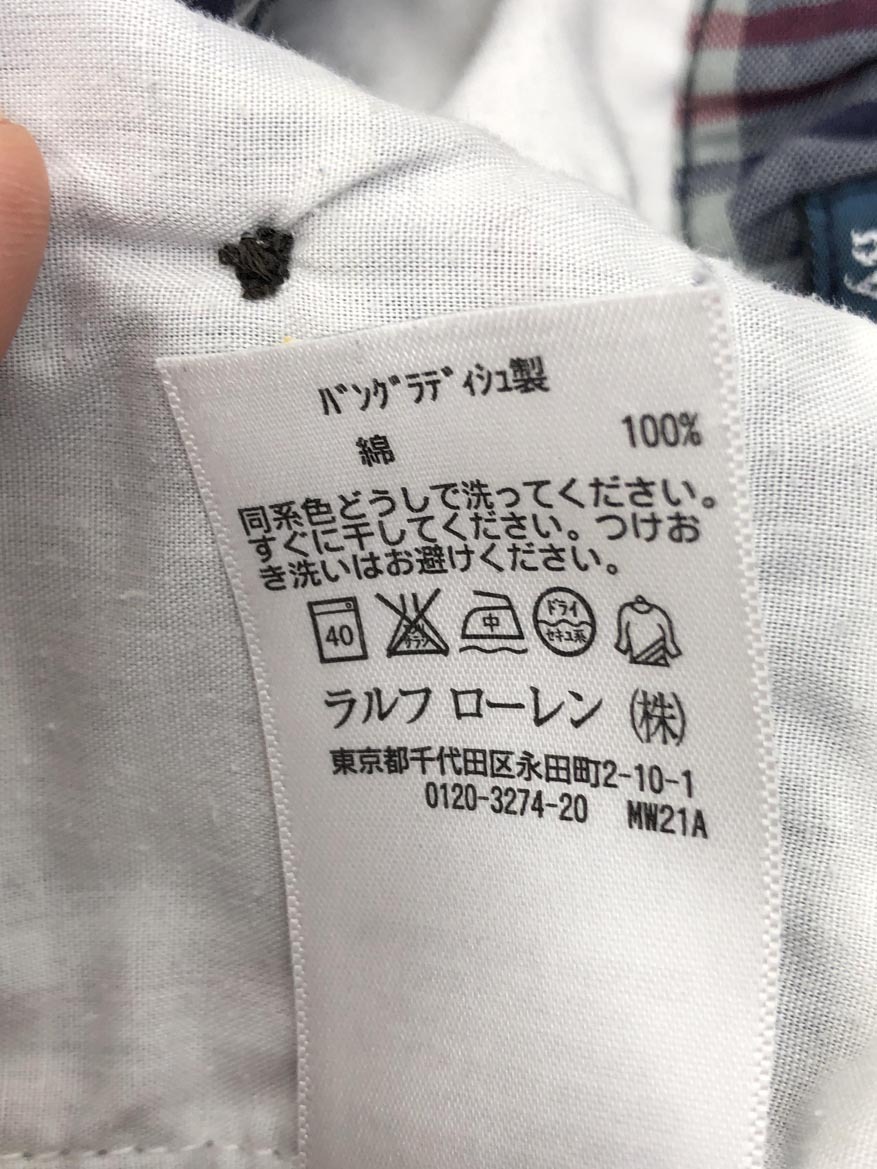 ﾊﾞﾝｸﾞﾗﾃﾞｨｼｭ製
綿 100%
同系色どうしで洗ってください。
すぐに干してください。つけお
き洗いはお避けください。
40 中 ドライ セキユ系
ラルフ ローレン ㈱
東京都千代田区永田町2-10-1
0120-3274-20 MW21A